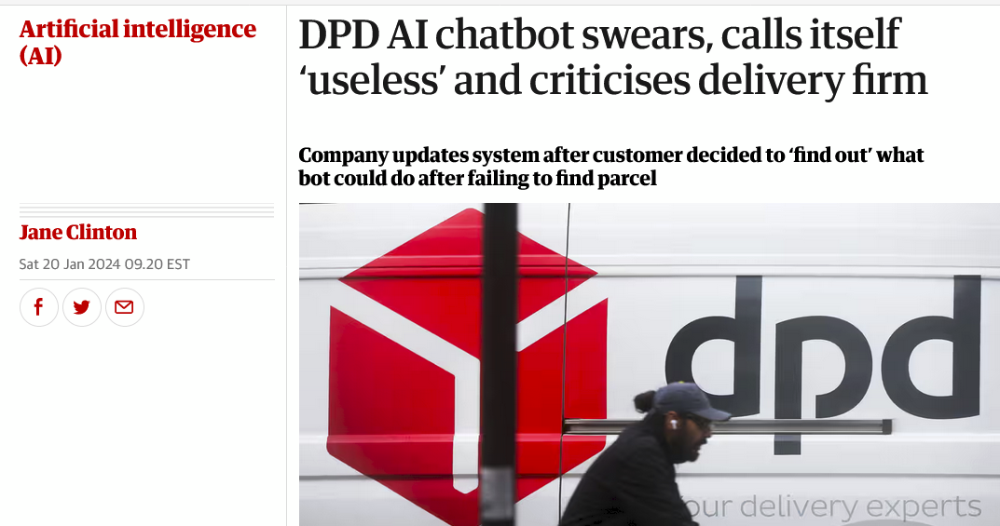 Artificial intelligence
(AI)
DPD AI chatbot swears, calls itself
‘useless’ and criticises delivery firm
Company updates system after customer decided to ‘find out’ what
bot could do after failing to find parcel
Jane Clinton
Sat 20 Jan 2024 09.20 EST
dpd
our delivery experts